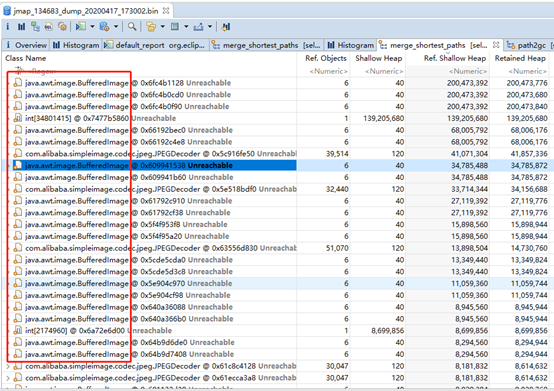 jmap_134683_dump_20200417_173002.bin
Overview Histogram default_report org.eclip... merge_shortest_paths [sel... Histogram merge_shortest_paths [sel... path2gc [s
Class Name Ref. Objects Shallow Heap Ref. Shallow Heap Retained Heap
<Regex> <Numeric> <Numeric> <Numeric> <Numeric>
java.awt.image.BufferedImage @ 0x6fc4b1128 Unreachable 6 40 200,473,392 200,473,776
java.awt.image.BufferedImage @ 0x6fc4b0cd0 Unreachable 6 40 200,473,392 200,473,776
java.awt.image.BufferedImage @ 0x6fc4b0f90 Unreachable 6 40 200,473,392 200,473,840
int[34801415] @ 0x7477b5860 Unreachable 1 139,205,680 139,205,680 139,205,680
java.awt.image.BufferedImage @ 0x66192bec0 Unreachable 6 40 68,005,792 68,006,176
java.awt.image.BufferedImage @ 0x66192c4e8 Unreachable 6 40 68,005,792 68,006,176
com.alibaba.simpleimage.codec.jpeg.JPEGDecoder @ 0x5c916fe50 Unreachab 39,514 120 41,071,304 41,857,336
java.awt.image.BufferedImage @ 0x609941538 Unreachable 6 40 34,785,488 34,785,872
java.awt.image.BufferedImage @ 0x609941b60 Unreachable 6 40 34,785,488 34,785,872
com.alibaba.simpleimage.codec.jpeg.JPEGDecoder @ 0x5e518bdf0 Unreachab 32,440 120 33,714,344 34,156,688
java.awt.image.BufferedImage @ 0x61792c910 Unreachable 6 40 27,119,392 27,119,776
java.awt.image.BufferedImage @ 0x61792cf38 Unreachable 6 40 27,119,392 27,119,776
java.awt.image.BufferedImage @ 0x5f4f953f8 Unreachable 6 40 15,898,560 15,898,944
java.awt.image.BufferedImage @ 0x5f4f95a20 Unreachable 6 40 15,898,560 15,898,944
com.alibaba.simpleimage.codec.jpeg.JPEGDecoder @ 0x63556d830 Unreachab 51,070 120 13,898,504 14,730,760
java.awt.image.BufferedImage @ 0x5cde5cda0 Unreachable 6 40 13,349,440 13,349,824
java.awt.image.BufferedImage @ 0x5cde5d3c8 Unreachable 6 40 13,349,440 13,349,824
java.awt.image.BufferedImage @ 0x5e904c970 Unreachable 6 40 11,059,360 11,059,744
java.awt.image.BufferedImage @ 0x5e904cf98 Unreachable 6 40 11,059,360 11,059,744
java.awt.image.BufferedImage @ 0x640a36088 Unreachable 6 40 8,945,560 8,945,944
java.awt.image.BufferedImage @ 0x640a366b0 Unreachable 6 40 8,945,560 8,945,944
int[2174960] @ 0x6a72e6d00 Unreachable 1 8,699,856 8,699,856 8,699,856
java.awt.image.BufferedImage @ 0x64b9d6de0 Unreachable 6 40 8,294,560 8,294,944
java.awt.image.BufferedImage @ 0x64b9d7408 Unreachable 6 40 8,294,560 8,294,944
com.alibaba.simpleimage.codec.jpeg.JPEGDecoder @ 0x61c8c4128 Unreachab 30,047 120 8,181,832 8,614,632
com.alibaba.simpleimage.codec.jpeg.JPEGDecoder @ 0x61ecca3a8 Unreachab 30,047 120 8,181,832 8,614,632